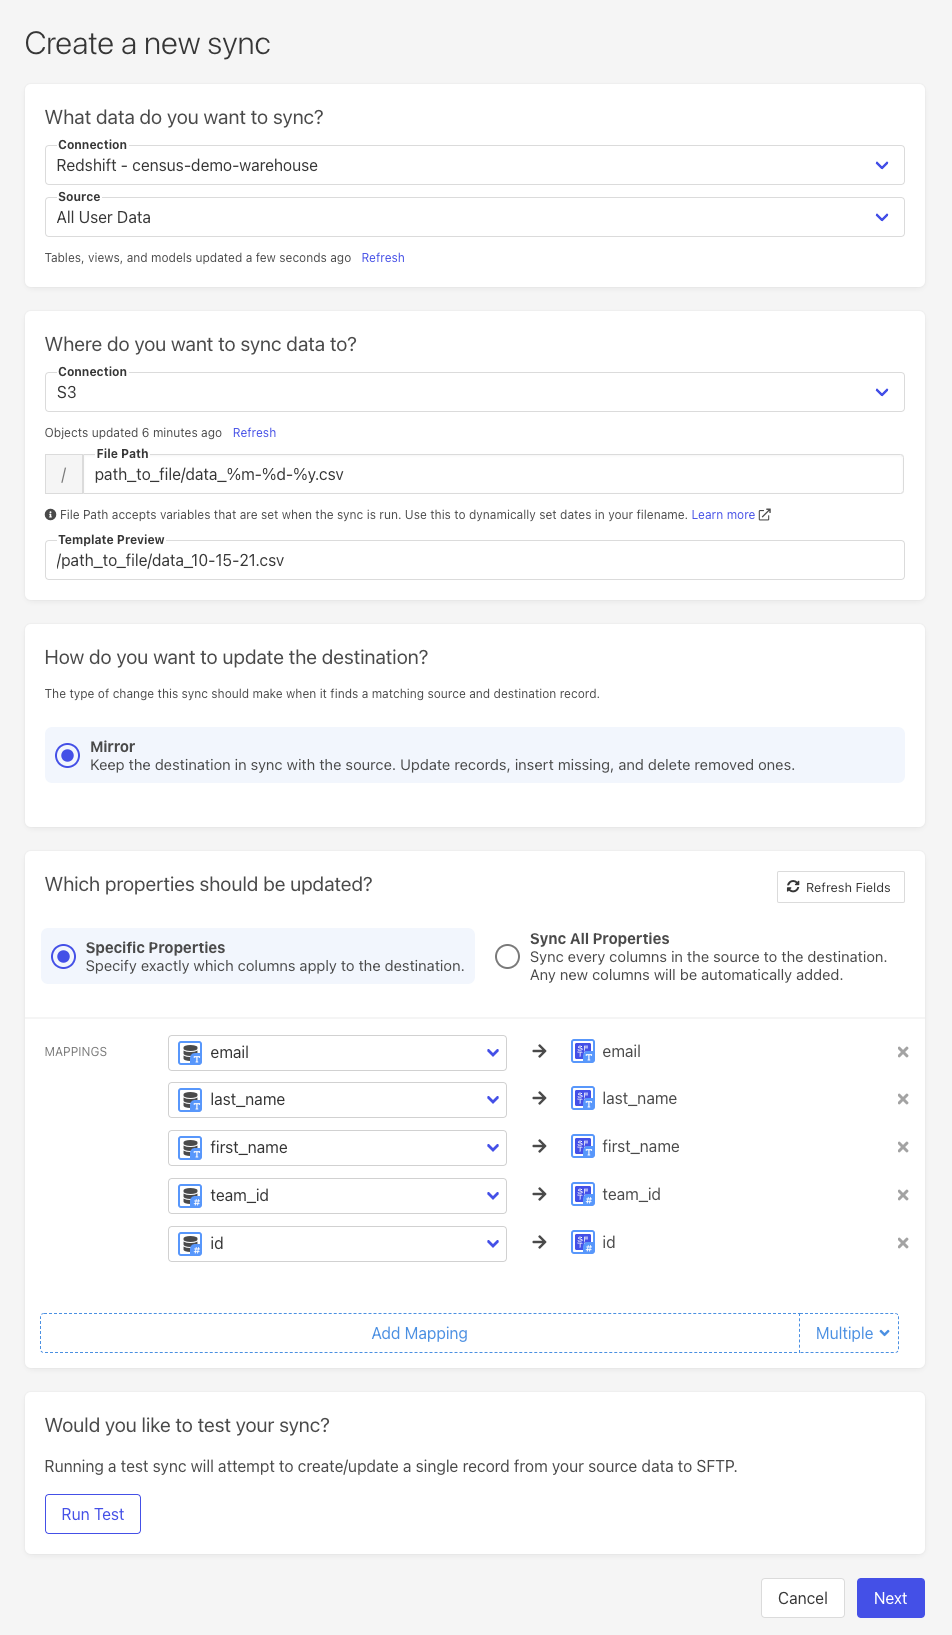 Create a new sync
What data do you want to sync?
Connection
Redshift - census-demo-warehouse
Source
All User Data
Tables, views, and models updated a few seconds ago Refresh
Where do you want to sync data to?
Connection
S3
Objects updated 6 minutes ago Refresh
File Path
/ path_to_file/data_%m-%d-%y.csv
File Path accepts variables that are set when the sync is run. Use this to dynamically set dates in your filename. Learn more
Template Preview
/path_to_file/data_10-15-21.csv
How do you want to update the destination?
The type of change this sync should make when it finds a matching source and destination record.
Mirror
Keep the destination in sync with the source. Update records, insert missing, and delete removed ones.
Which properties should be updated?
Refresh Fields
Specific Properties
Specify exactly which columns apply to the destination.
Sync All Properties
Sync every columns in the source to the destination.
Any new columns will be automatically added.
MAPPINGS
email → email
last_name → last_name
first_name → first_name
team_id → team_id
id → id
Add Mapping
Multiple
Would you like to test your sync?
Running a test sync will attempt to create/update a single record from your source data to SFTP.
Run Test
Cancel
Next